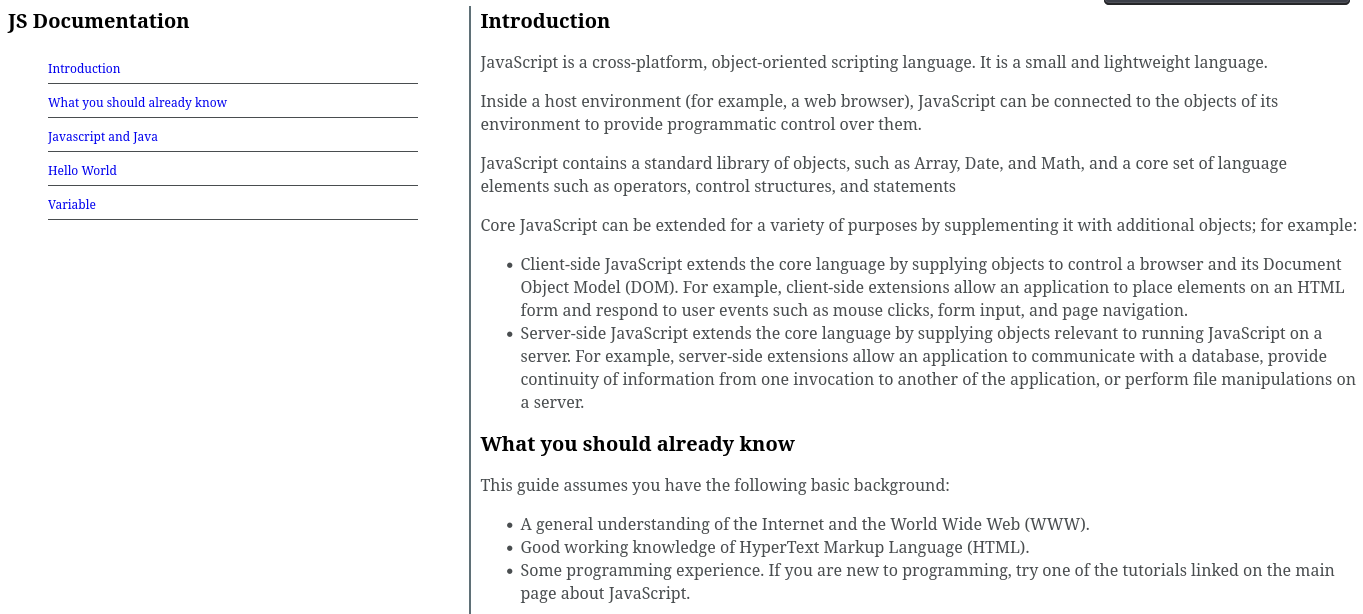 JS Documentation
Introduction
What you should already know
Javascript and Java
Hello World
Variable
Introduction
JavaScript is a cross-platform, object-oriented scripting language. It is a small and lightweight language.
Inside a host environment (for example, a web browser), JavaScript can be connected to the objects of its
environment to provide programmatic control over them.
JavaScript contains a standard library of objects, such as Array, Date, and Math, and a core set of language
elements such as operators, control structures, and statements
Core JavaScript can be extended for a variety of purposes by supplementing it with additional objects; for example:
• Client-side JavaScript extends the core language by supplying objects to control a browser and its Document
Object Model (DOM). For example, client-side extensions allow an application to place elements on an HTML
form and respond to user events such as mouse clicks, form input, and page navigation.
• Server-side JavaScript extends the core language by supplying objects relevant to running JavaScript on a
server. For example, server-side extensions allow an application to communicate with a database, provide
continuity of information from one invocation to another of the application, or perform file manipulations on
a server.
What you should already know
This guide assumes you have the following basic background:
• A general understanding of the Internet and the World Wide Web (WWW).
• Good working knowledge of HyperText Markup Language (HTML).
• Some programming experience. If you are new to programming, try one of the tutorials linked on the main
page about JavaScript.